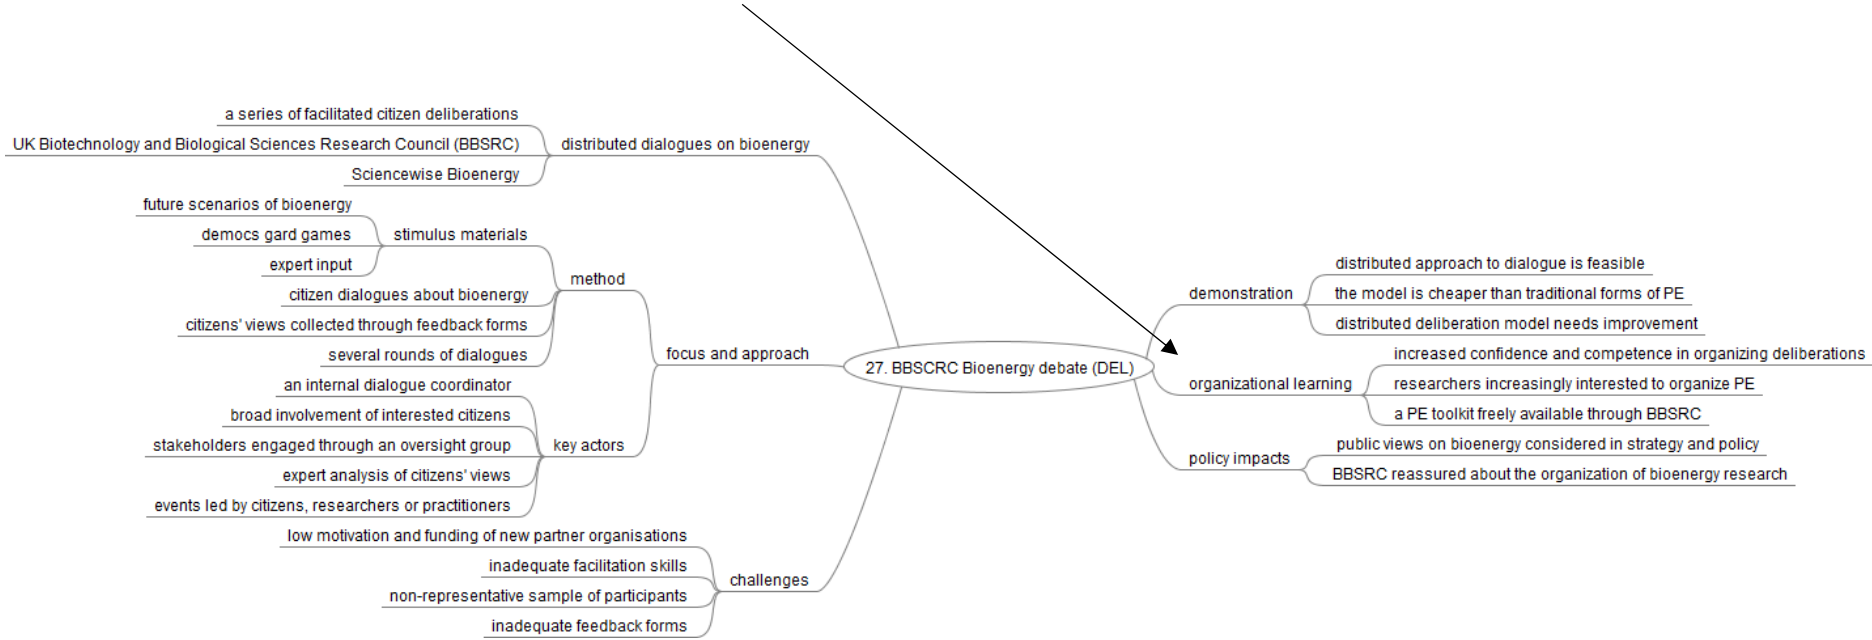 a series of facilitated citizen deliberations
UK Biotechnology and Biological Sciences Research Council (BBSRC)
Sciencewise Bioenergy
distributed dialogues on bioenergy
future scenarios of bioenergy
democs gard games
expert input
stimulus materials
citizen dialogues about bioenergy
citizens' views collected through feedback forms
several rounds of dialogues
method
an internal dialogue coordinator
broad involvement of interested citizens
stakeholders engaged through an oversight group
expert analysis of citizens' views
events led by citizens, researchers or practitioners
key actors
focus and approach
low motivation and funding of new partner organisations
inadequate facilitation skills
non-representative sample of participants
inadequate feedback forms
challenges
27. BBSCRC Bioenergy debate (DEL)
demonstration
distributed approach to dialogue is feasible
the model is cheaper than traditional forms of PE
distributed deliberation model needs improvement
organizational learning
increased confidence and competence in organizing deliberations
researchers increasingly interested to organize PE
a PE toolkit freely available through BBSRC
policy impacts
public views on bioenergy considered in strategy and policy
BBSRC reassured about the organization of bioenergy research